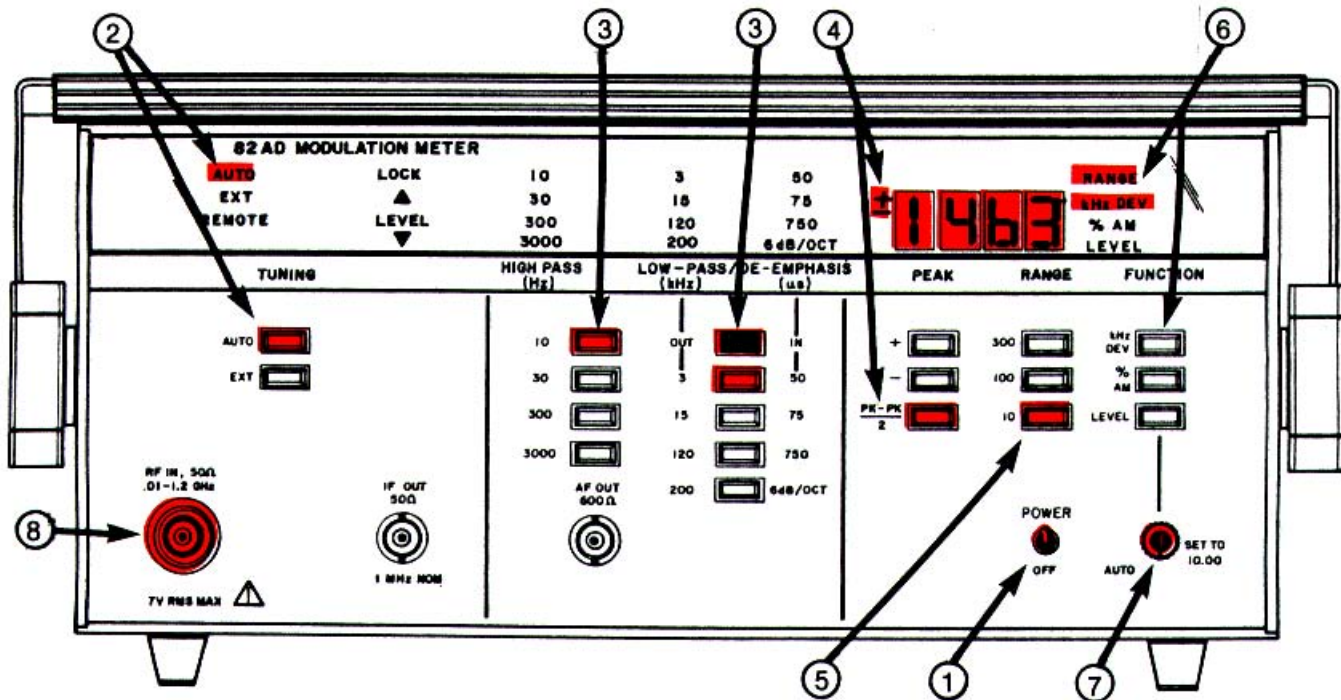 2 3 3 4 6
82AD MODULATION METER
AUTO LOCK 10 3 50 RANGE
EXT ▲ 30 15 75 ± 1463 kHz DEV
REMOTE LEVEL 300 120 750 % AM
▼ 3000 200 6dB/OCT LEVEL
TUNING HIGH PASS LOW-PASS/DE-EMPHASIS PEAK RANGE FUNCTION
(Hz) (kHz) (us)
AUTO 10 OUT IN + 300 kHz DEV
EXT 30 3 50 - 100 % AM
300 15 75 PK-PK/2 10 LEVEL
3000 120 750
RF IN, 50Ω
.01-1.2 GHz
IF OUT
50Ω
AF OUT
600Ω
200 6dB/OCT
POWER
OFF
AUTO
SET TO
10.00
8
1 MHz NOM
7V RMS MAX
5 1 7